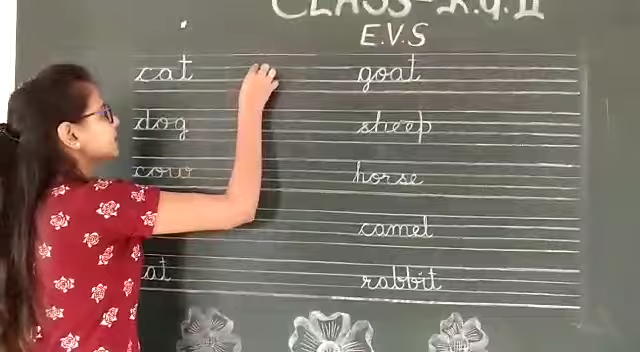 CLASS-K.G.II
E.V.S
cat goat
dog sheep
cow horse
camel
at rabbit